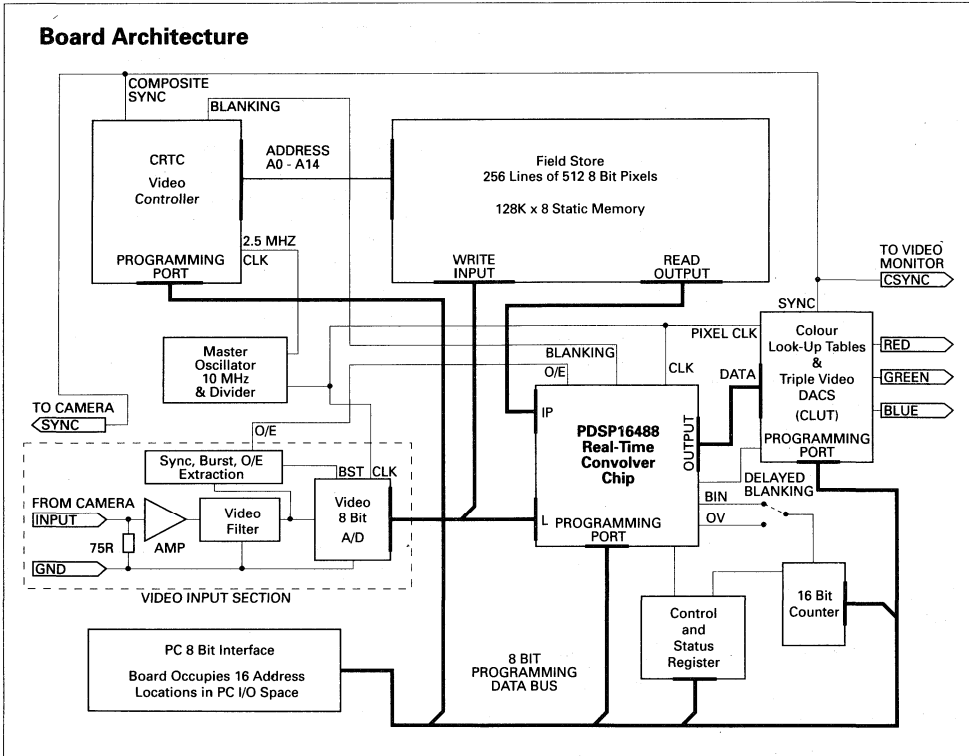 Board Architecture
COMPOSITE
SYNC
BLANKING
CRTC
Video
Controller
PROGRAMMING
PORT
ADDRESS
A0 - A14
2.5 MHZ
CLK
Field Store
256 Lines of 512 8 Bit Pixels
128K x 8 Static Memory
WRITE
INPUT
READ
OUTPUT
TO VIDEO
MONITOR
CSYNC
SYNC
PIXEL CLK
Colour
Look-Up Tables
&
Triple Video
DACS
(CLUT)
PROGRAMMING
PORT
RED
GREEN
BLUE
Master
Oscillator
10 MHz
& Divider
BLANKING
O/E
CLK
DATA
TO CAMERA
SYNC
O/E
IP
PDSP16488
Real-Time
Convolver
Chip
OUTPUT
L
PROGRAMMING
PORT
Sync, Burst, O/E
Extraction
BST
CLK
FROM CAMERA
INPUT
75R
AMP
Video
Filter
Video
8 Bit
A/D
GND
VIDEO INPUT SECTION
DELAYED
BLANKING
BIN
OV
16 Bit
Counter
Control
and
Status
Register
PC 8 Bit Interface
Board Occupies 16 Address
Locations in PC I/O Space
8 BIT
PROGRAMMING
DATA BUS